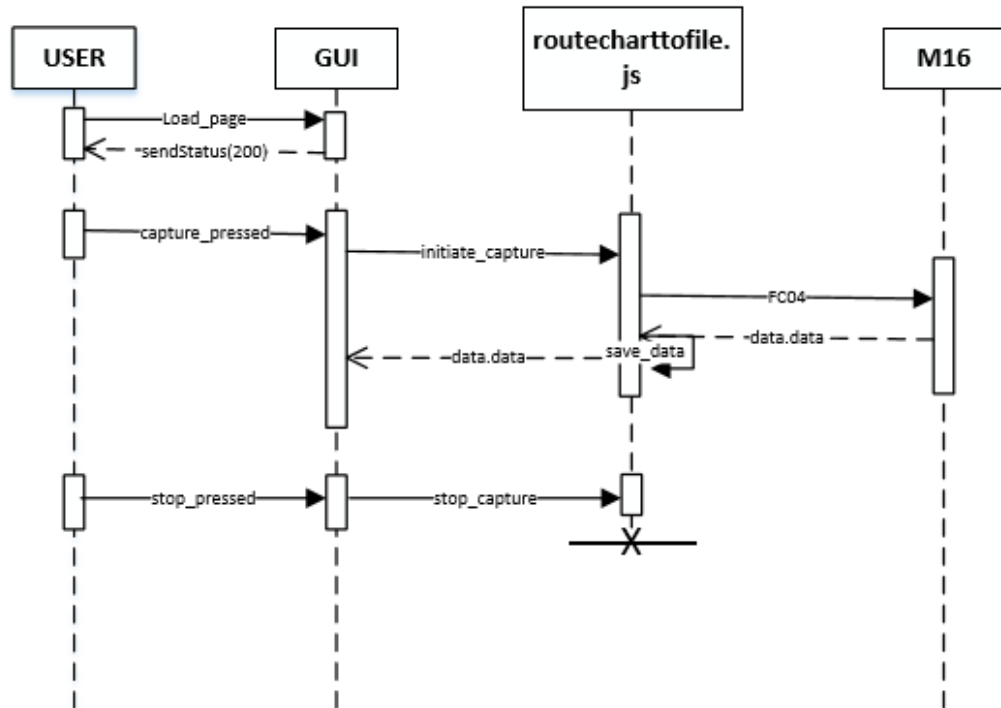 USER
GUI
routecharttofile.
js
M16
Load_page
sendStatus(200)
capture_pressed
initiate_capture
FC04
data.data
save_data
data.data
stop_pressed
stop_capture
X